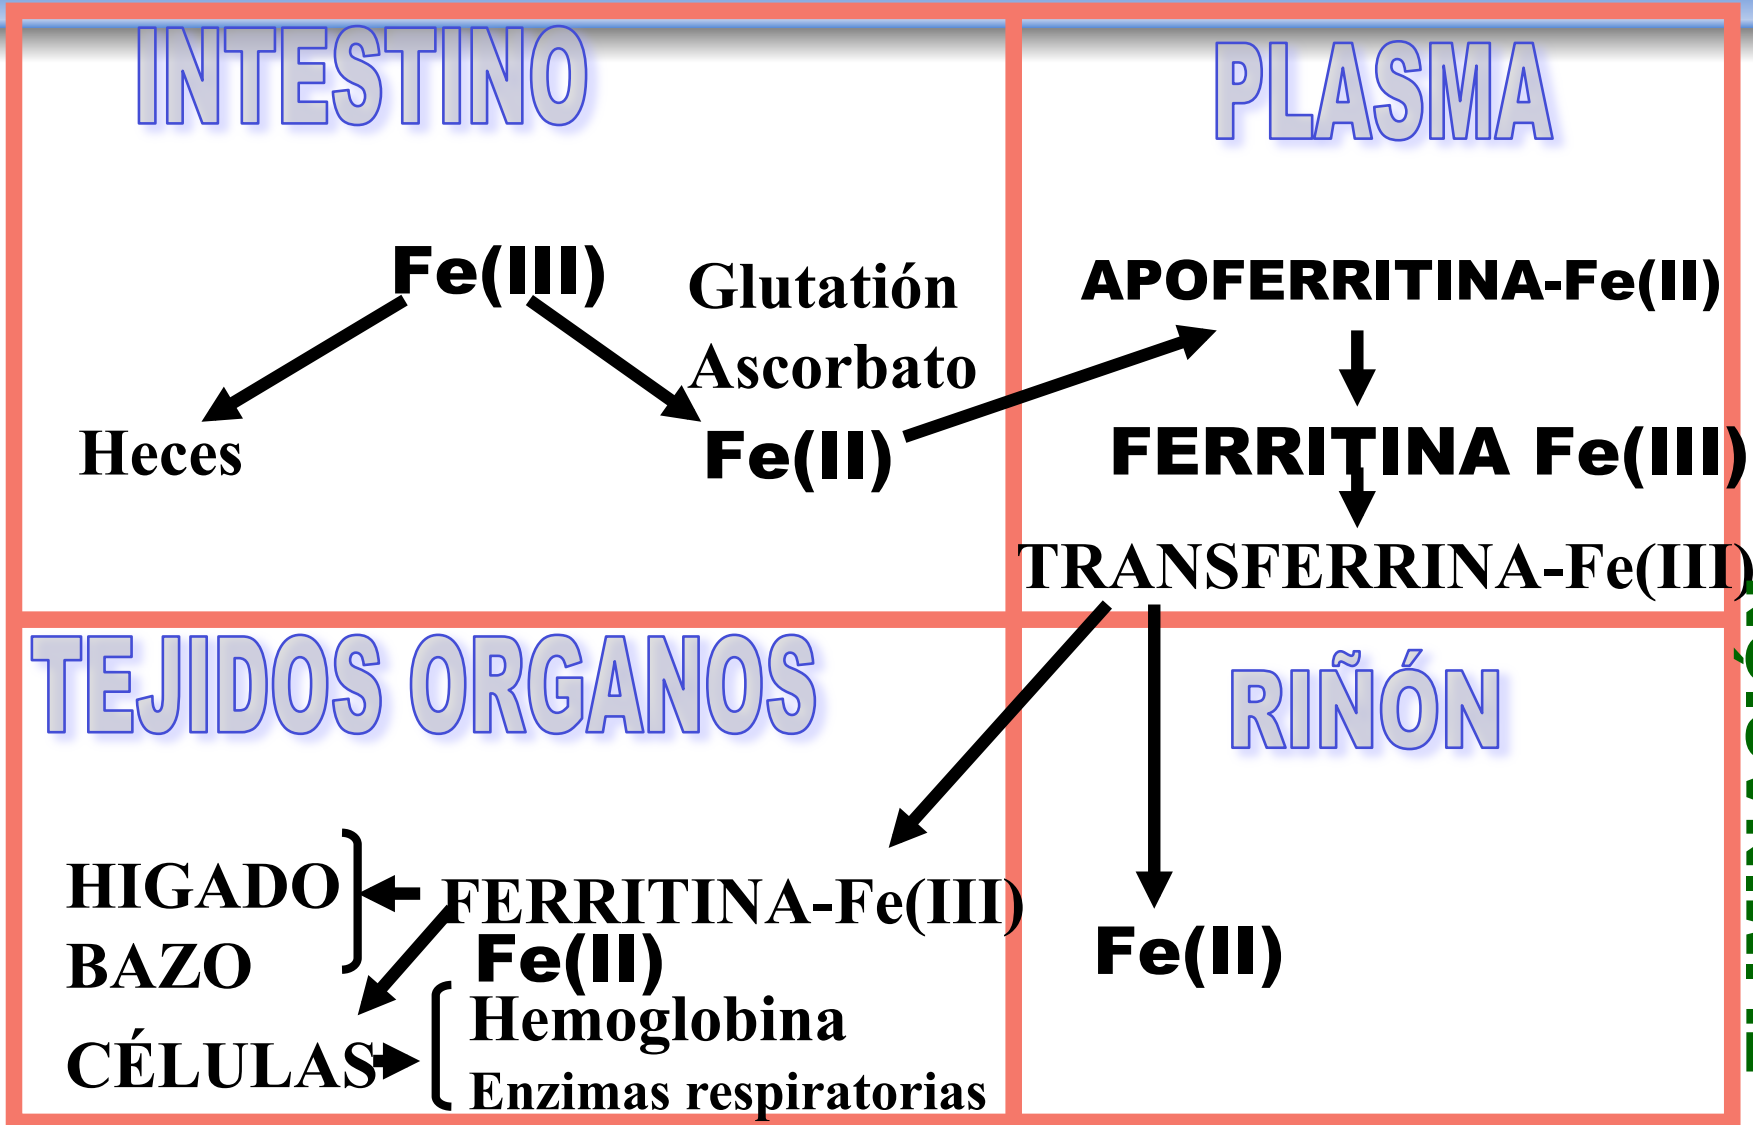 INTESTINO
Fe(III)
Glutatión
Ascorbato
Heces
Fe(II)
PLASMA
APOFERRITINA-Fe(II)
FERRITINA Fe(III)
TRANSFERRINA-Fe(III)
TEJIDOS ORGANOS
HIGADO
BAZO
FERRITINA-Fe(III)
Fe(II)
CÉLULAS
Hemoglobina
Enzimas respiratorias
RIÑÓN
Fe(II)